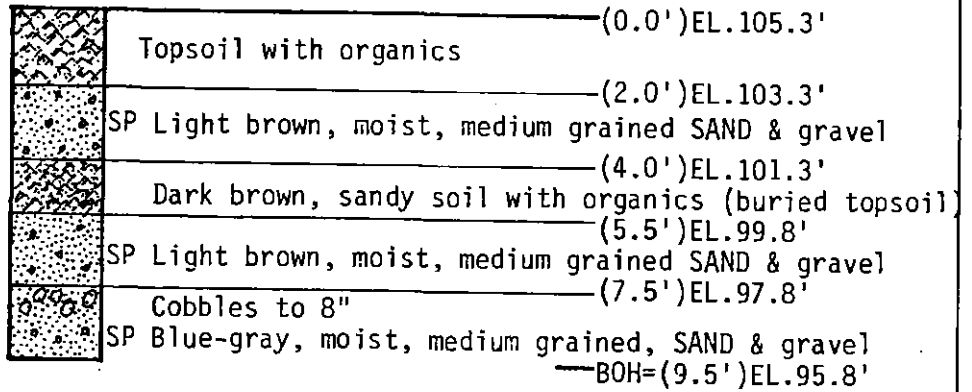 (0.0')EL.105.3'
Topsoil with organics
(2.0')EL.103.3'
SP Light brown, moist, medium grained SAND & gravel
(4.0')EL.101.3'
Dark brown, sandy soil with organics (buried topsoil)
(5.5')EL.99.8'
SP Light brown, moist, medium grained SAND & gravel
(7.5')EL.97.8'
Cobbles to 8"
SP Blue-gray, moist, medium grained, SAND & gravel
BOH=(9.5')EL.95.8'